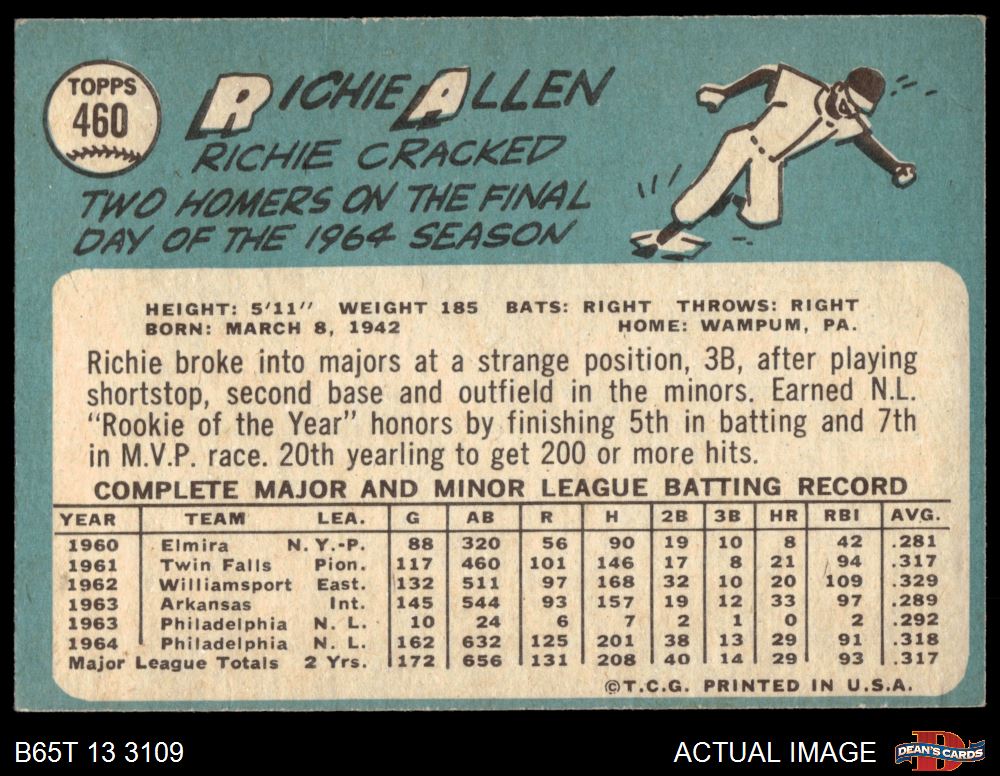 TOPPS
460
RICHIE ALLEN
RICHIE CRACKED
TWO HOMERS ON THE FINAL
DAY OF THE 1964 SEASON
HEIGHT: 5'11" WEIGHT 185 BATS: RIGHT THROWS: RIGHT
BORN: MARCH 8, 1942 HOME: WAMPUM, PA.
Richie broke into majors at a strange position, 3B, after playing
shortstop, second base and outfield in the minors. Earned N.L.
"Rookie of the Year" honors by finishing 5th in batting and 7th
in M.V.P. race. 20th yearling to get 200 or more hits.
COMPLETE MAJOR AND MINOR LEAGUE BATTING RECORD
YEAR TEAM LEA. G AB R H 2B 3B HR RBI AVG.
1960 Elmira N.Y.-P. 88 320 56 90 19 10 8 42 .281
1961 Twin Falls Pion. 117 460 101 146 17 8 21 94 .317
1962 Williamsport East. 132 511 97 168 32 10 20 109 .329
1963 Arkansas Int. 145 544 93 157 19 12 33 97 .289
1963 Philadelphia N. L. 10 24 6 7 2 1 0 2 .292
1964 Philadelphia N. L. 162 632 125 201 38 13 29 91 .318
Major League Totals 2 Yrs. 172 656 131 208 40 14 29 93 .317
©T.C.G. PRINTED IN U.S.A.
B65T 13 3109 ACTUAL IMAGE DEAN'S CARDS